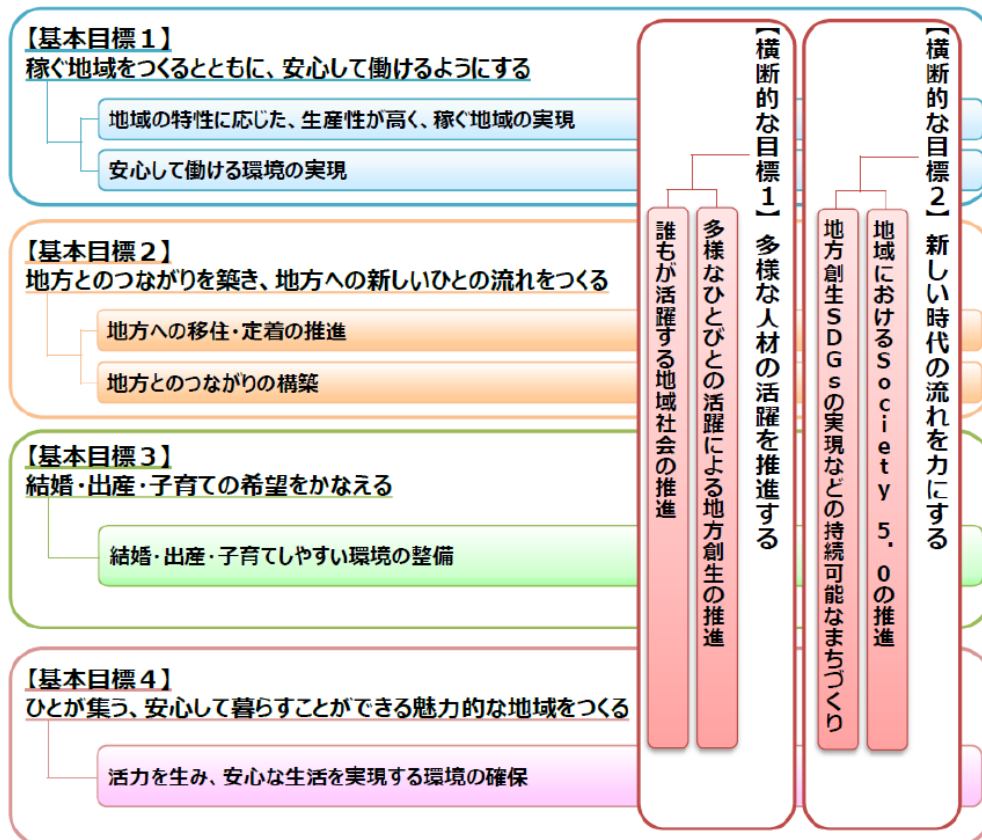 【基本目標１】
稼ぐ地域をつくるとともに、安心して働けるようにする
地域の特性に応じた、生産性が高く、稼ぐ地域の実現
安心して働ける環境の実現
【基本目標２】
地方とのつながりを築き、地方への新しいひとの流れをつくる
地方への移住・定着の推進
地方とのつながりの構築
【基本目標３】
結婚・出産・子育ての希望をかなえる
結婚・出産・子育てしやすい環境の整備
【基本目標４】
ひとが集う、安心して暮らすことができる魅力的な地域をつくる
活力を生み、安心な生活を実現する環境の確保
【横断的な目標１】多様な人材の活躍を推進する
多様なひとびとの活躍による地方創生の推進
誰もが活躍する地域社会の推進
【横断的な目標２】新しい時代の流れを力にする
地域におけるSociety 5.0の推進
地方創生SDGsの実現などの持続可能なまちづくり